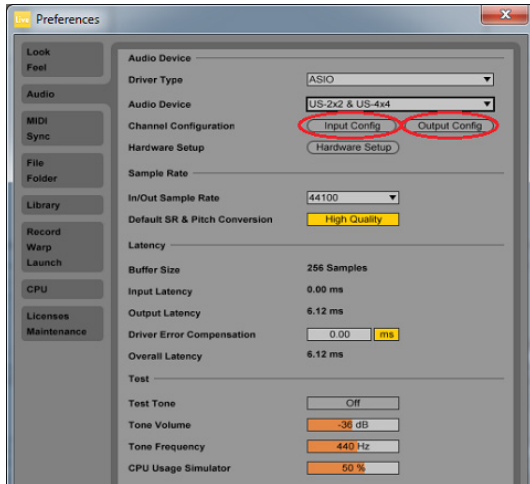 live Preferences
Look
Feel
Audio
MIDI
Sync
File
Folder
Library
Record
Warp
Launch
CPU
Licenses
Maintenance
Audio Device
Driver Type ASIO
Audio Device US-2x2 & US-4x4
Channel Configuration Input Config Output Config
Hardware Setup Hardware Setup
Sample Rate
In/Out Sample Rate 44100
Default SR & Pitch Conversion High Quality
Latency
Buffer Size 256 Samples
Input Latency 0.00 ms
Output Latency 6.12 ms
Driver Error Compensation 0.00 ms
Overall Latency 6.12 ms
Test
Test Tone Off
Tone Volume -36 dB
Tone Frequency 440 Hz
CPU Usage Simulator 50 %